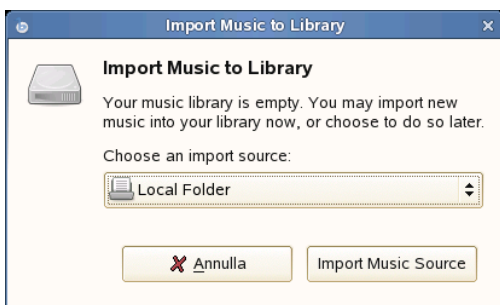 Import Music to Library
Import Music to Library
Your music library is empty. You may import new
music into your library now, or choose to do so later.
Choose an import source:
Local Folder
Annulla
Import Music Source